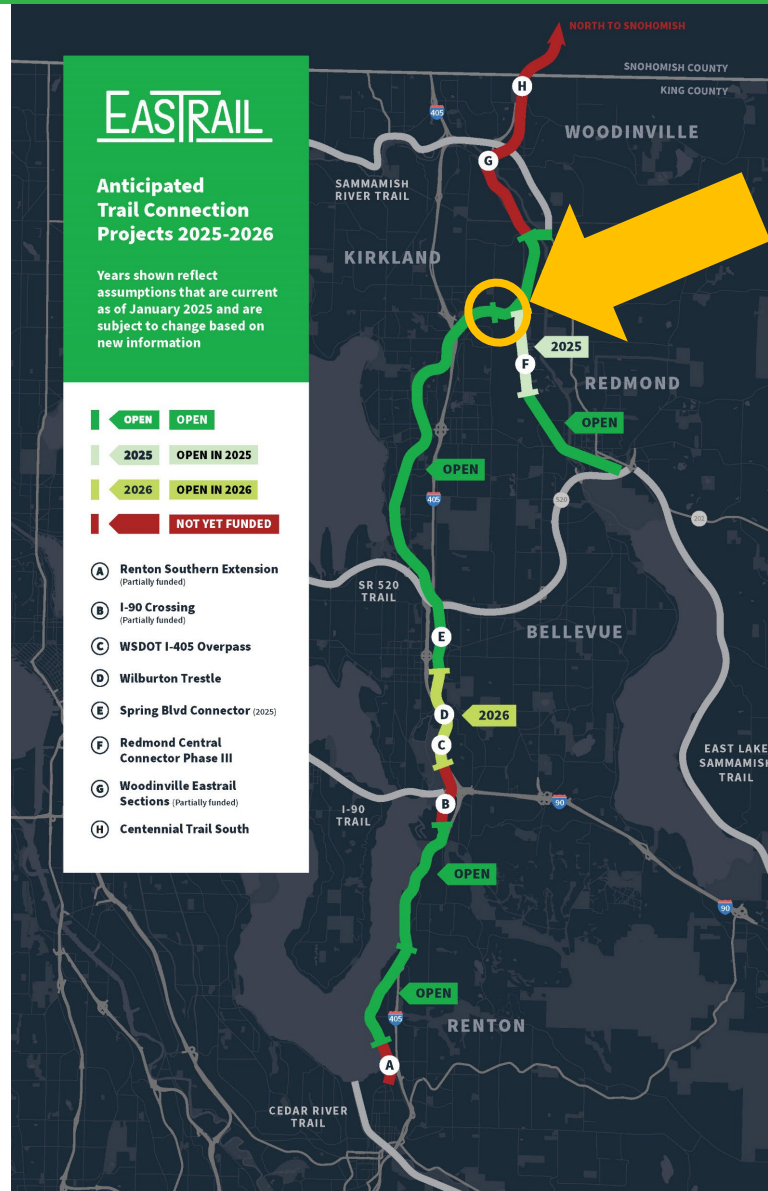 EASTRAIL
Anticipated
Trail Connection
Projects 2025-2026
Years shown reflect
assumptions that are current
as of January 2025 and are
subject to change based on
new information
OPEN OPEN
2025 OPEN IN 2025
2026 OPEN IN 2026
NOT YET FUNDED
A Renton Southern Extension
(Partially funded)
B I-90 Crossing
(Partially funded)
C WSDOT I-405 Overpass
D Wilburton Trestle
E Spring Blvd Connector (2025)
F Redmond Central
Connector Phase III
G Woodinville Eastrail
Sections (Partially funded)
H Centennial Trail South
NORTH TO SNOHOMISH
SNOHOMISH COUNTY
KING COUNTY
H
405
WOODINVILLE
G
SAMMAMISH
RIVER TRAIL
KIRKLAND
2025
F
REDMOND
OPEN
OPEN
405
520
202
SR 520
TRAIL
BELLEVUE
E
D
2026
C
EAST LAKE
SAMMAMISH
TRAIL
B
90
I-90
TRAIL
OPEN
90
OPEN
405
RENTON
A
CEDAR RIVER
TRAIL